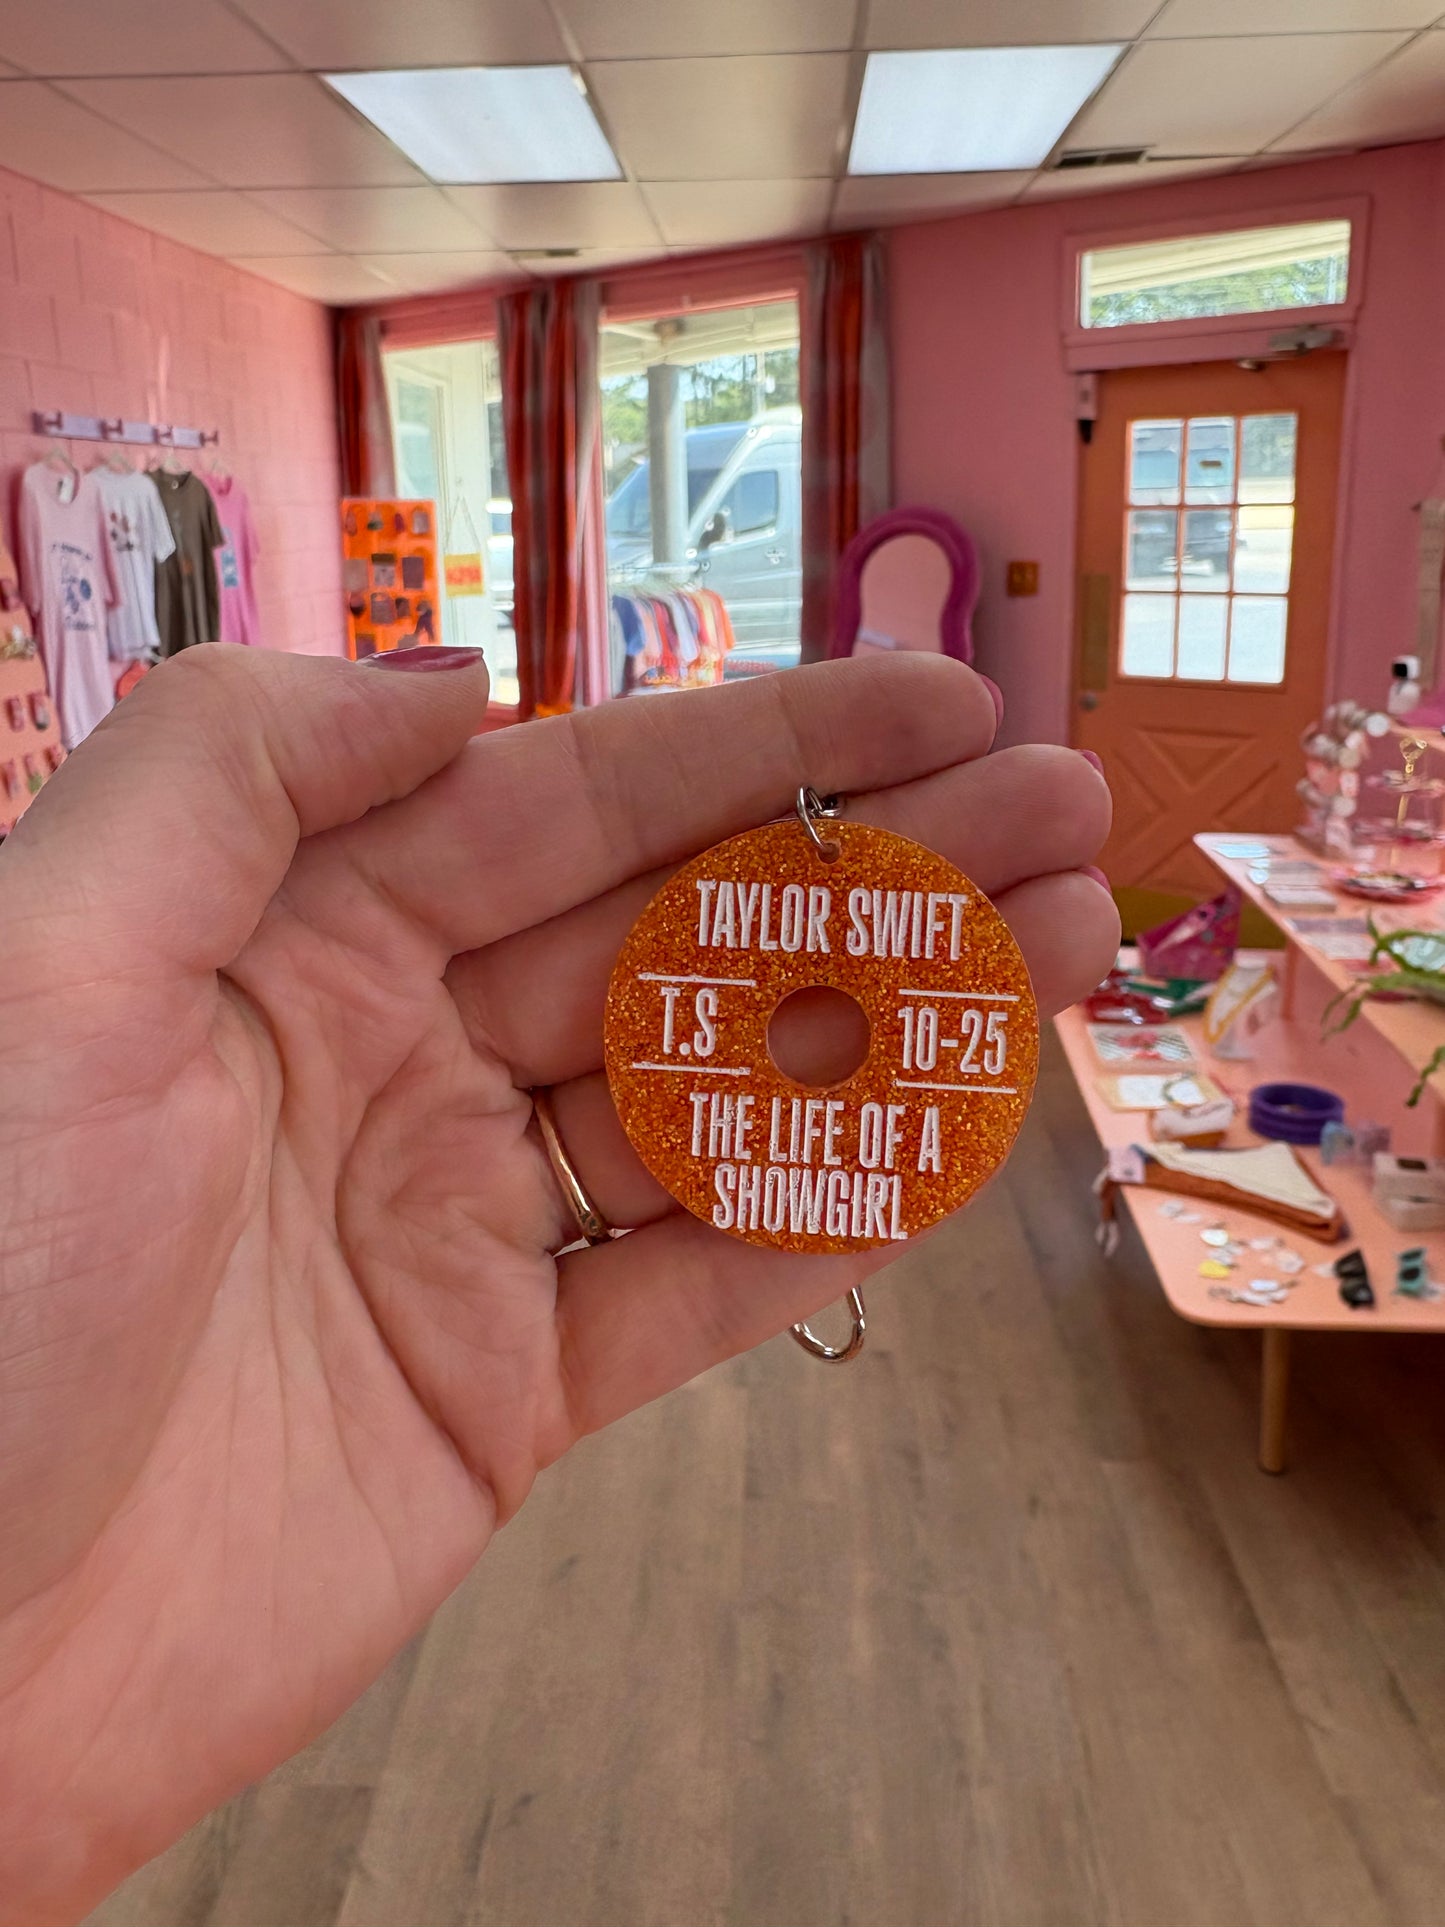 TAYLOR SWIFT
T.S
10-25
THE LIFE OF A
SHOWGIRL